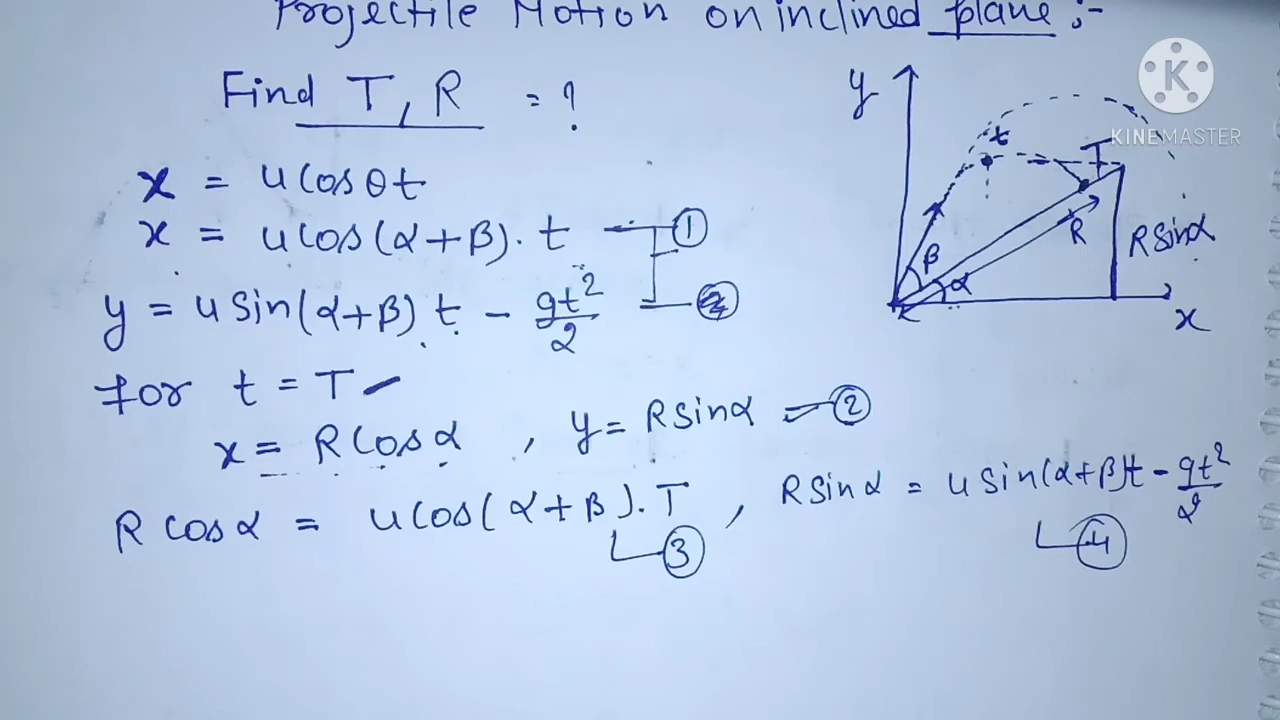 Projectile Motion on inclined plane :-
Find T, R = ?
x = u cos θ t
x = u cos(α+β). t — ①
y = u sin(α+β) t - gt²/2 — ②
for t = T
x = R cos α , y = R sin α = ②
R cos α = u cos(α+β). T , R sin α = u sin(α+β)t - gt²/2
③ ④
y
t
T
R
R sin α
β
α
x
K
KINEMASTER